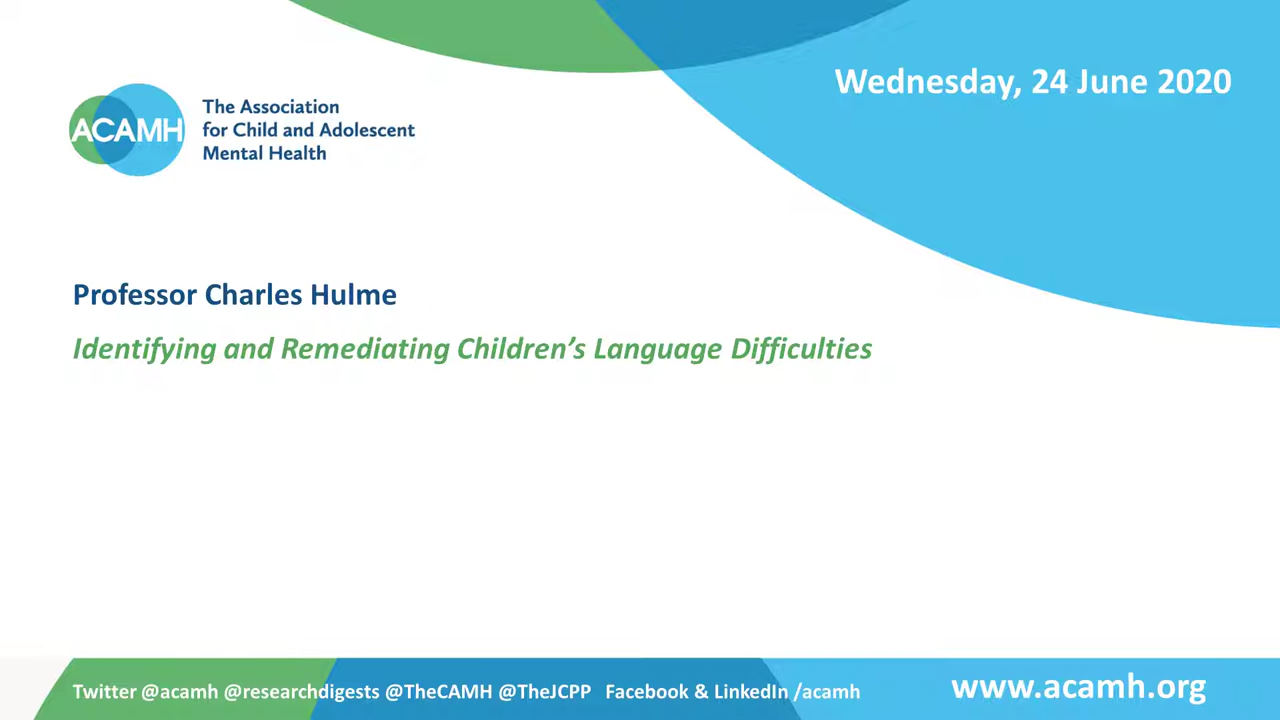 Wednesday, 24 June 2020
ACAMH
The Association
for Child and Adolescent
Mental Health
Professor Charles Hulme
Identifying and Remediating Children’s Language Difficulties
Twitter @acamh @researchdigests @TheCAMH @TheJCPP Facebook & LinkedIn /acamh
www.acamh.org